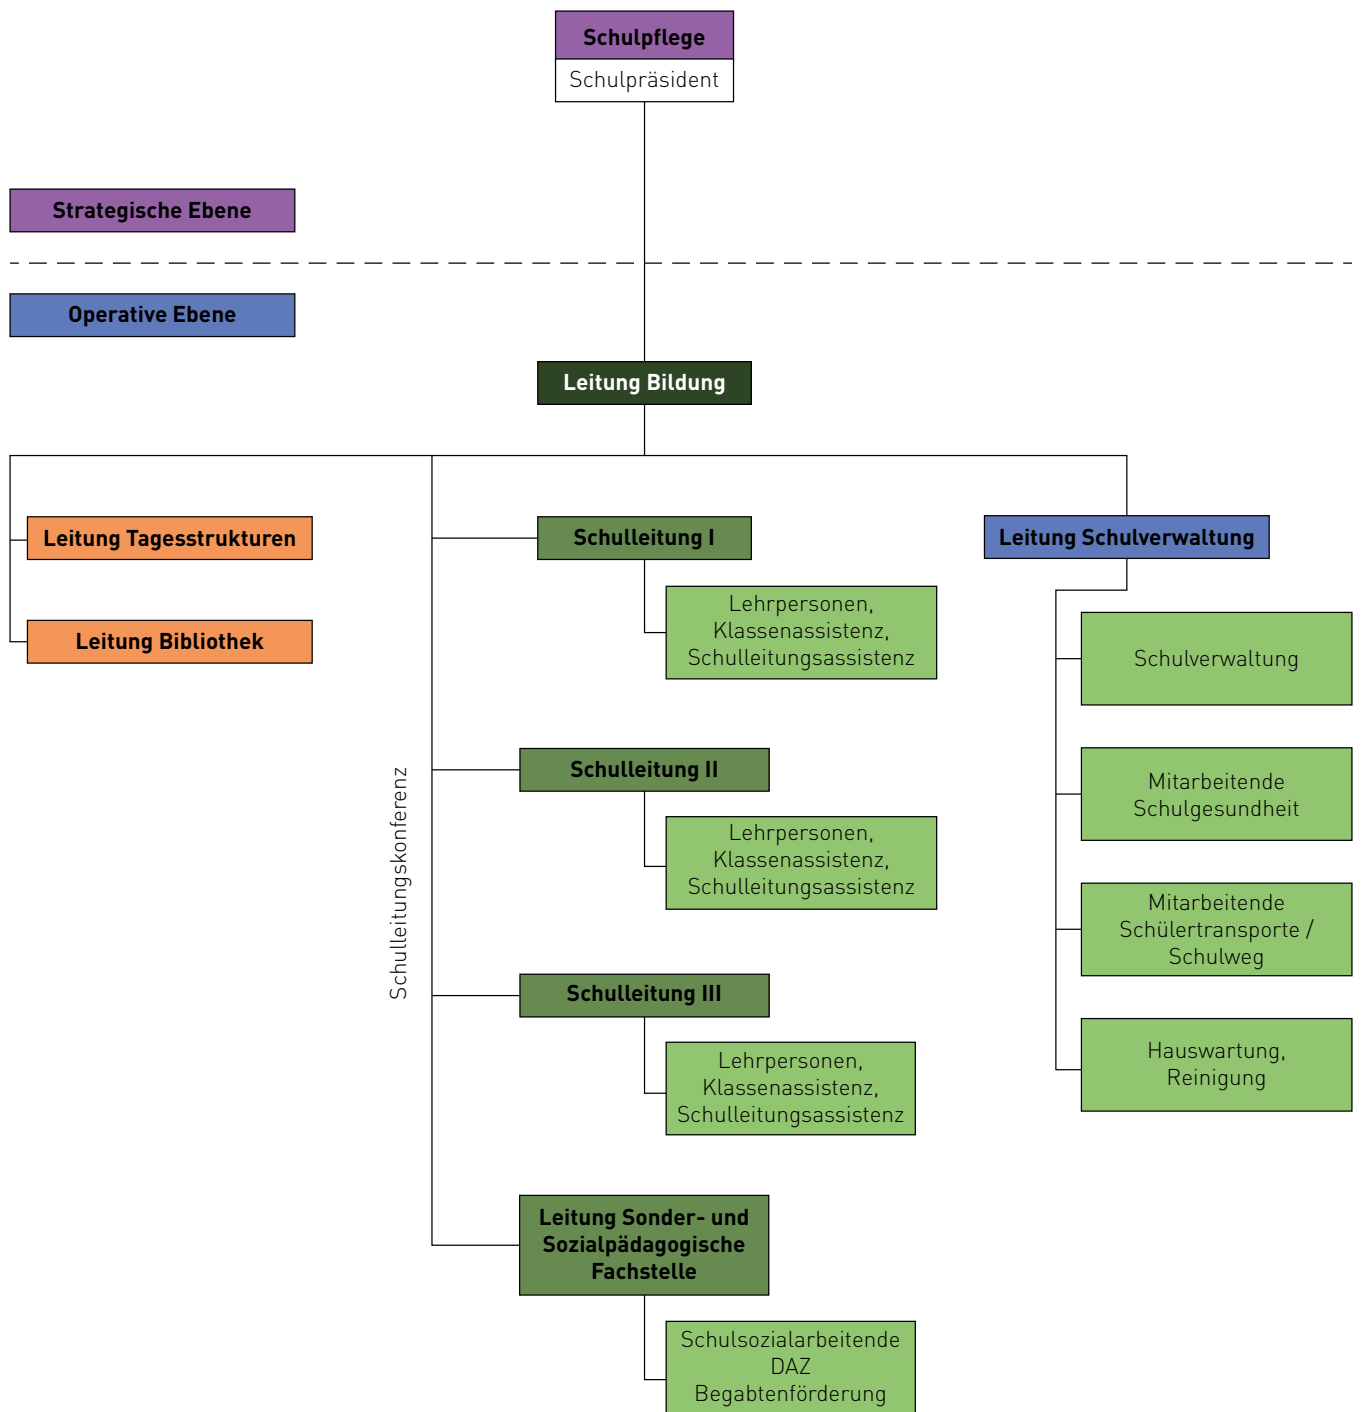 Schulpflege
Schulpräsident
Strategische Ebene
Operative Ebene
Leitung Bildung
Leitung Tagesstrukturen
Leitung Bibliothek
Schulleitungskonferenz
Schulleitung I
Lehrpersonen,
Klassenassistenz,
Schulleitungsassistenz
Schulleitung II
Lehrpersonen,
Klassenassistenz,
Schulleitungsassistenz
Schulleitung III
Lehrpersonen,
Klassenassistenz,
Schulleitungsassistenz
Leitung Sonder- und
Sozialpädagogische
Fachstelle
Schulsozialarbeitende
DAZ
Begabtenförderung
Leitung Schulverwaltung
Schulverwaltung
Mitarbeitende
Schulgesundheit
Mitarbeitende
Schülertransporte /
Schulweg
Hauswartung,
Reinigung